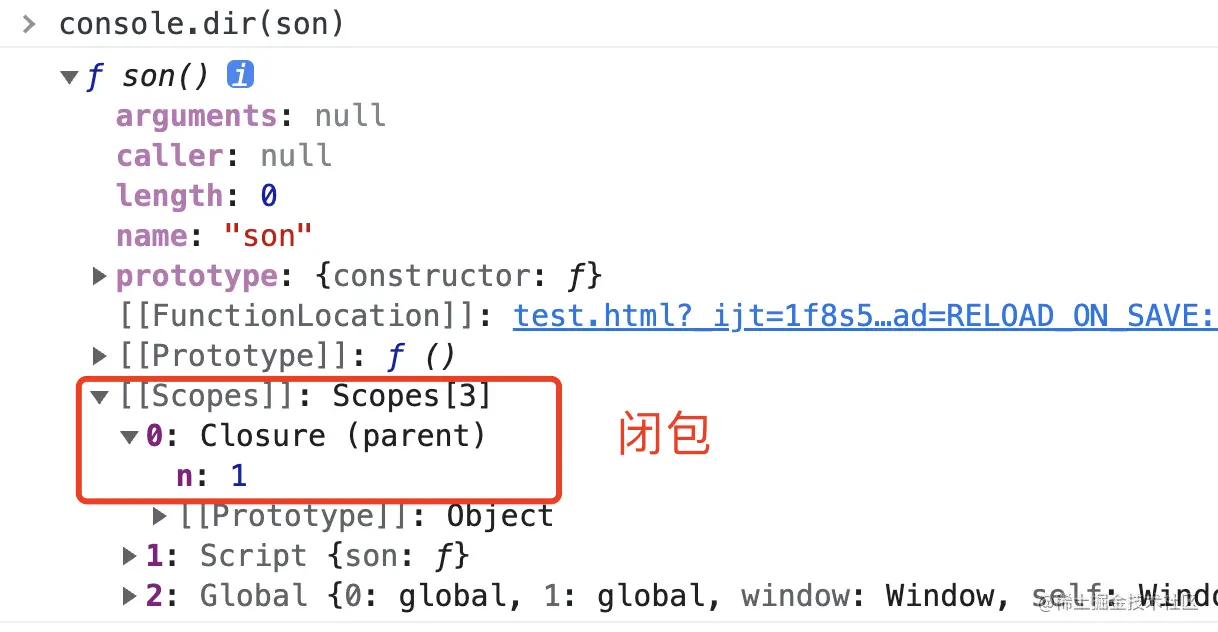 > console.dir(son)
▼ƒ son() i
arguments: null
caller: null
length: 0
name: "son"
▶prototype: {constructor: ƒ}
[[FunctionLocation]]: test.html?_ijt=1f8s5…ad=RELOAD_ON_SAVE:
▶[[Prototype]]: ƒ ()
▼[[Scopes]]: Scopes[3]
▼0: Closure (parent)
闭包
n: 1
▶[[Prototype]]: Object
▶1: Script {son: ƒ}
▶2: Global {0: global, 1: global, window: Window, self: Windo
@稀土掘金技术社区